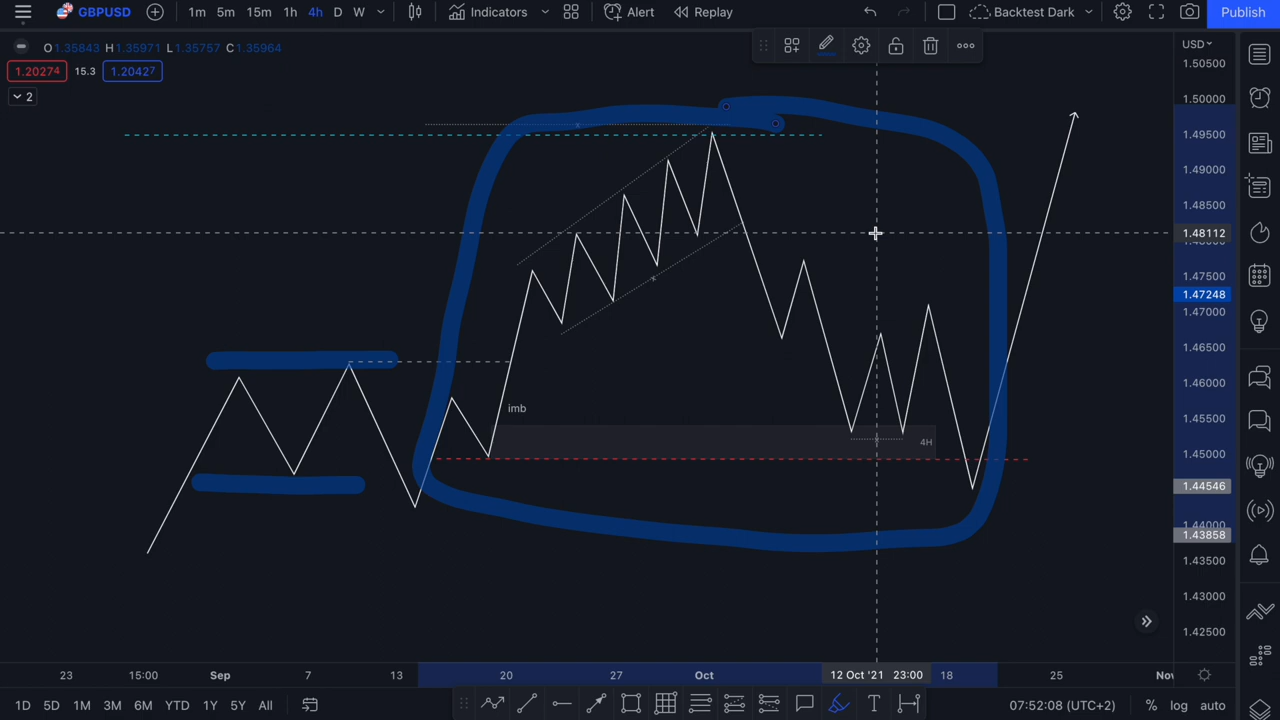 GBPUSD 1m 5m 15m 1h 4h D W Indicators Alert Replay Backtest Dark Publish
O1.35843 H1.35971 L1.35757 C1.35964
USD
1.20274 15.3 1.20427
2
1.50500
1.50000
1.49500
1.49000
1.48500
1.48112
1.47500
1.47248
1.47000
1.46500
1.46000
1.45500
1.45000
1.44546
1.44000
1.43858
1.43500
1.43000
1.42500
imb
4H
23 15:00 Sep 7 13 20 27 Oct 12 Oct '21 23:00 18 25
1D 5D 1M 3M 6M YTD 1Y 5Y All 07:52:08 (UTC+2) % log auto